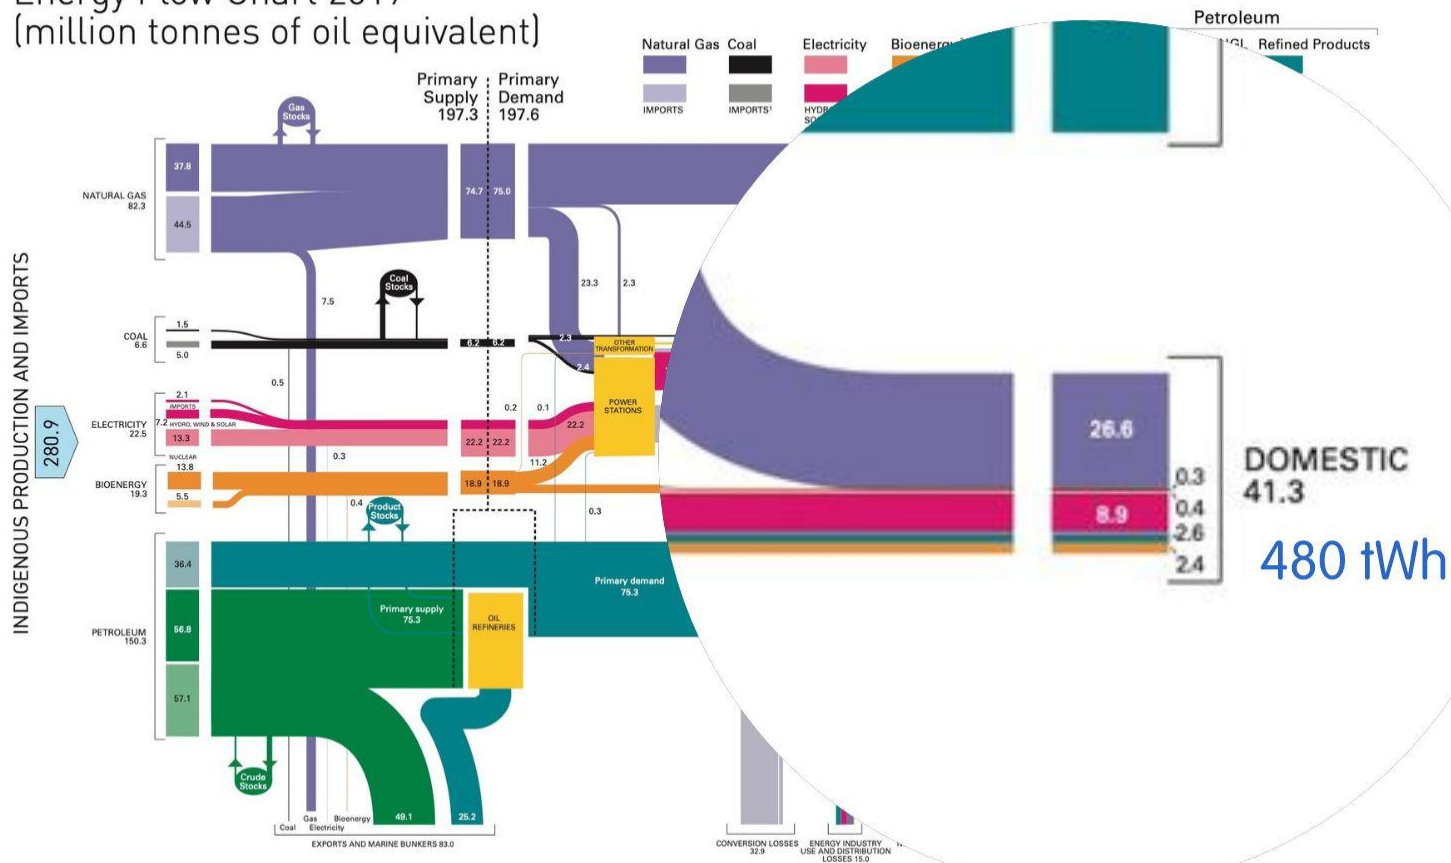 (million tonnes of oil equivalent)
Primary Supply 197.3
Primary Demand 197.6
Natural Gas
Coal
Electricity
Petroleum
Refined Products
IMPORTS
IMPORTS¹
INDIGENOUS PRODUCTION AND IMPORTS
280.9
Gas Stocks
NATURAL GAS
82.3
37.8
44.5
74.7
75.0
7.5
23.3
2.3
Coal Stocks
COAL
6.6
1.5
5.0
6.2
6.2
2.3
2.4
0.5
OTHER TRANSFORMATION
POWER STATIONS
ELECTRICITY
22.5
2.1
IMPORTS
7.2
HYDRO, WIND & SOLAR
13.3
NUCLEAR
22.2
22.2
22.2
0.2
0.1
11.2
0.3
BIOENERGY
19.3
13.8
5.5
18.9
18.9
0.4
0.3
Product Stocks
PETROLEUM
150.3
36.4
56.8
57.1
Primary supply
75.3
OIL REFINERIES
Primary demand
75.3
Crude Stocks
49.1
25.2
Coal
Gas
Electricity
Bioenergy
EXPORTS AND MARINE BUNKERS 83.0
CONVERSION LOSSES
32.9
ENERGY INDUSTRY
USE AND DISTRIBUTION
LOSSES 15.0
26.6
8.9
0.3
0.4
2.6
2.4
DOMESTIC
41.3
480 tWh